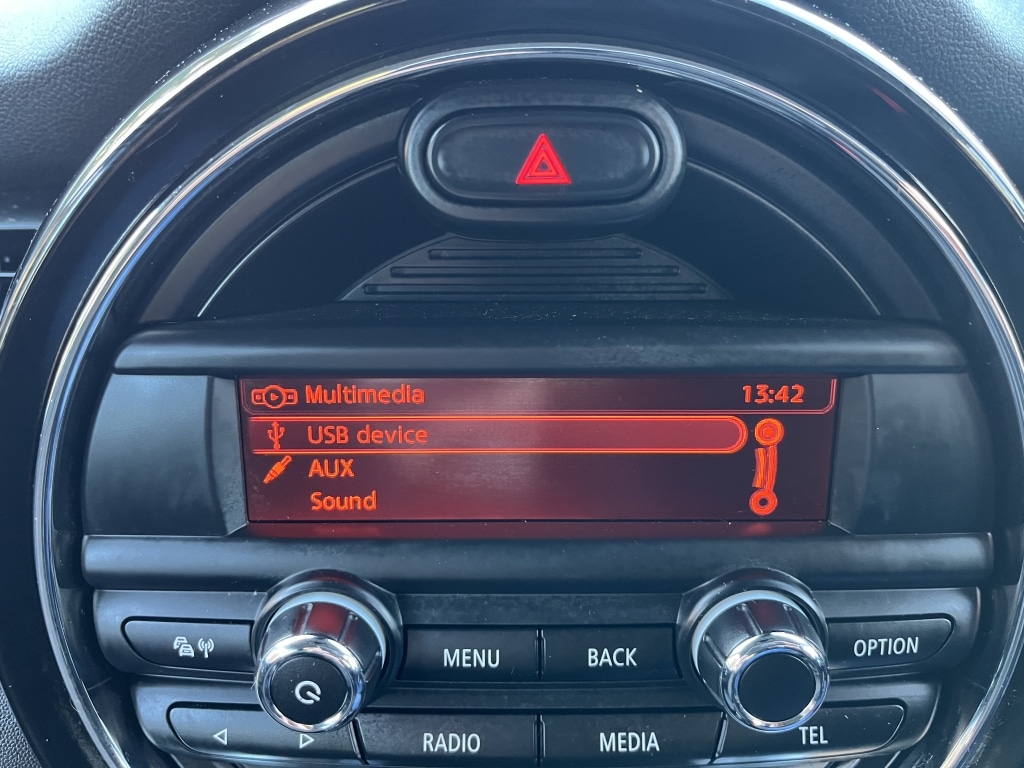 Multimedia 13:42
USB device
AUX
Sound
MENU BACK OPTION
RADIO MEDIA TEL